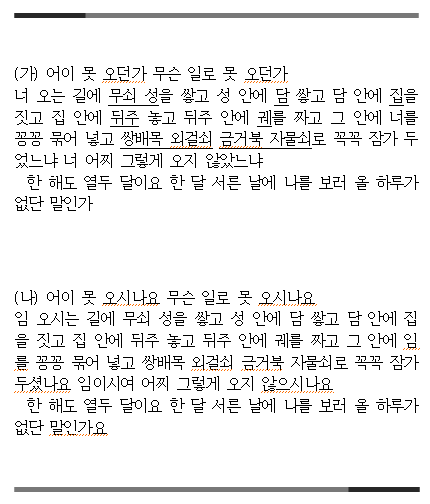 (가) 어이 못 오던가 무슨 일로 못 오던가
너 오는 길에 무쇠 성을 쌓고 성 안에 담 쌓고 담 안에 집을
짓고 집 안에 뒤주 놓고 뒤주 안에 궤를 짜고 그 안에 너를
꽁꽁 묶어 넣고 쌍배목 외걸쇠 금거북 자물쇠로 꼭꼭 잠가 두
었느냐 너 어찌 그렇게 오지 않았느냐
한 해도 열두 달이요 한 달 서른 날에 나를 보러 올 하루가
없단 말인가
(나) 어이 못 오시나요 무슨 일로 못 오시나요
임 오시는 길에 무쇠 성을 쌓고 성 안에 담 쌓고 담 안에 집
을 짓고 집 안에 뒤주 놓고 뒤주 안에 궤를 짜고 그 안에 임
를 꽁꽁 묶어 넣고 쌍배목 외걸쇠 금거북 자물쇠로 꼭꼭 잠가
두셨나요 임이시여 어찌 그렇게 오지 않으시나요
한 해도 열두 달이요 한 달 서른 날에 나를 보러 올 하루가
없단 말인가요